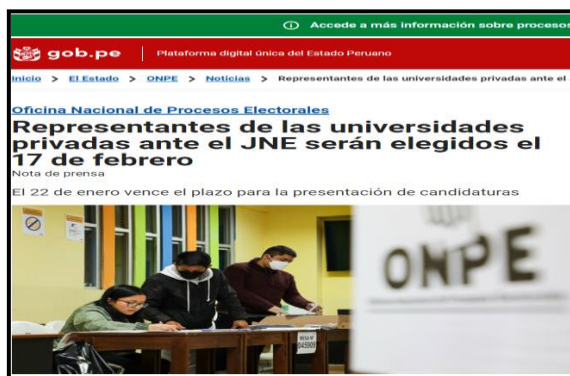 Accede a más información sobre procesos
gob.pe | Plataforma digital única del Estado Peruano
Inicio > El Estado > ONPE > Noticias > Representantes de las universidades privadas ante el
Oficina Nacional de Procesos Electorales
Representantes de las universidades
privadas ante el JNE serán elegidos el
17 de febrero
Nota de prensa
El 22 de enero vence el plazo para la presentación de candidaturas
ONPE